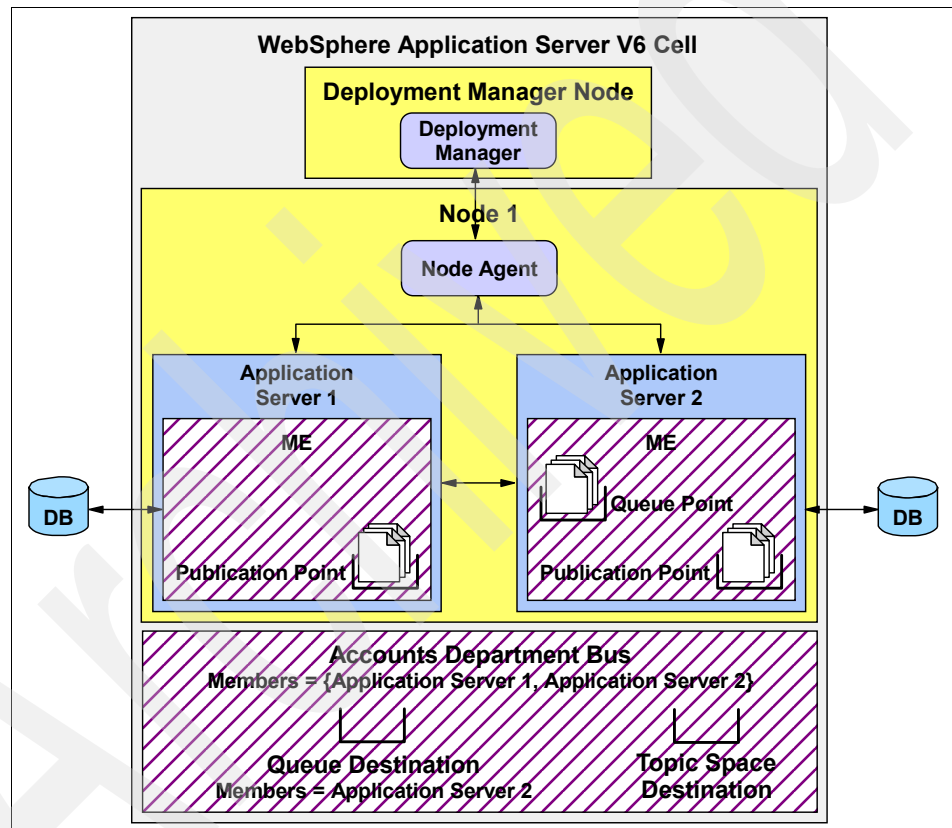 WebSphere Application Server V6 Cell
Deployment Manager Node
Deployment
Manager
Node 1
Node Agent
Application
Server 1
ME
Publication Point
DB
Application
Server 2
ME
Queue Point
Publication Point
DB
Accounts Department Bus
Members = {Application Server 1, Application Server 2}
Queue Destination
Members = Application Server 2
Topic Space
Destination
Archived